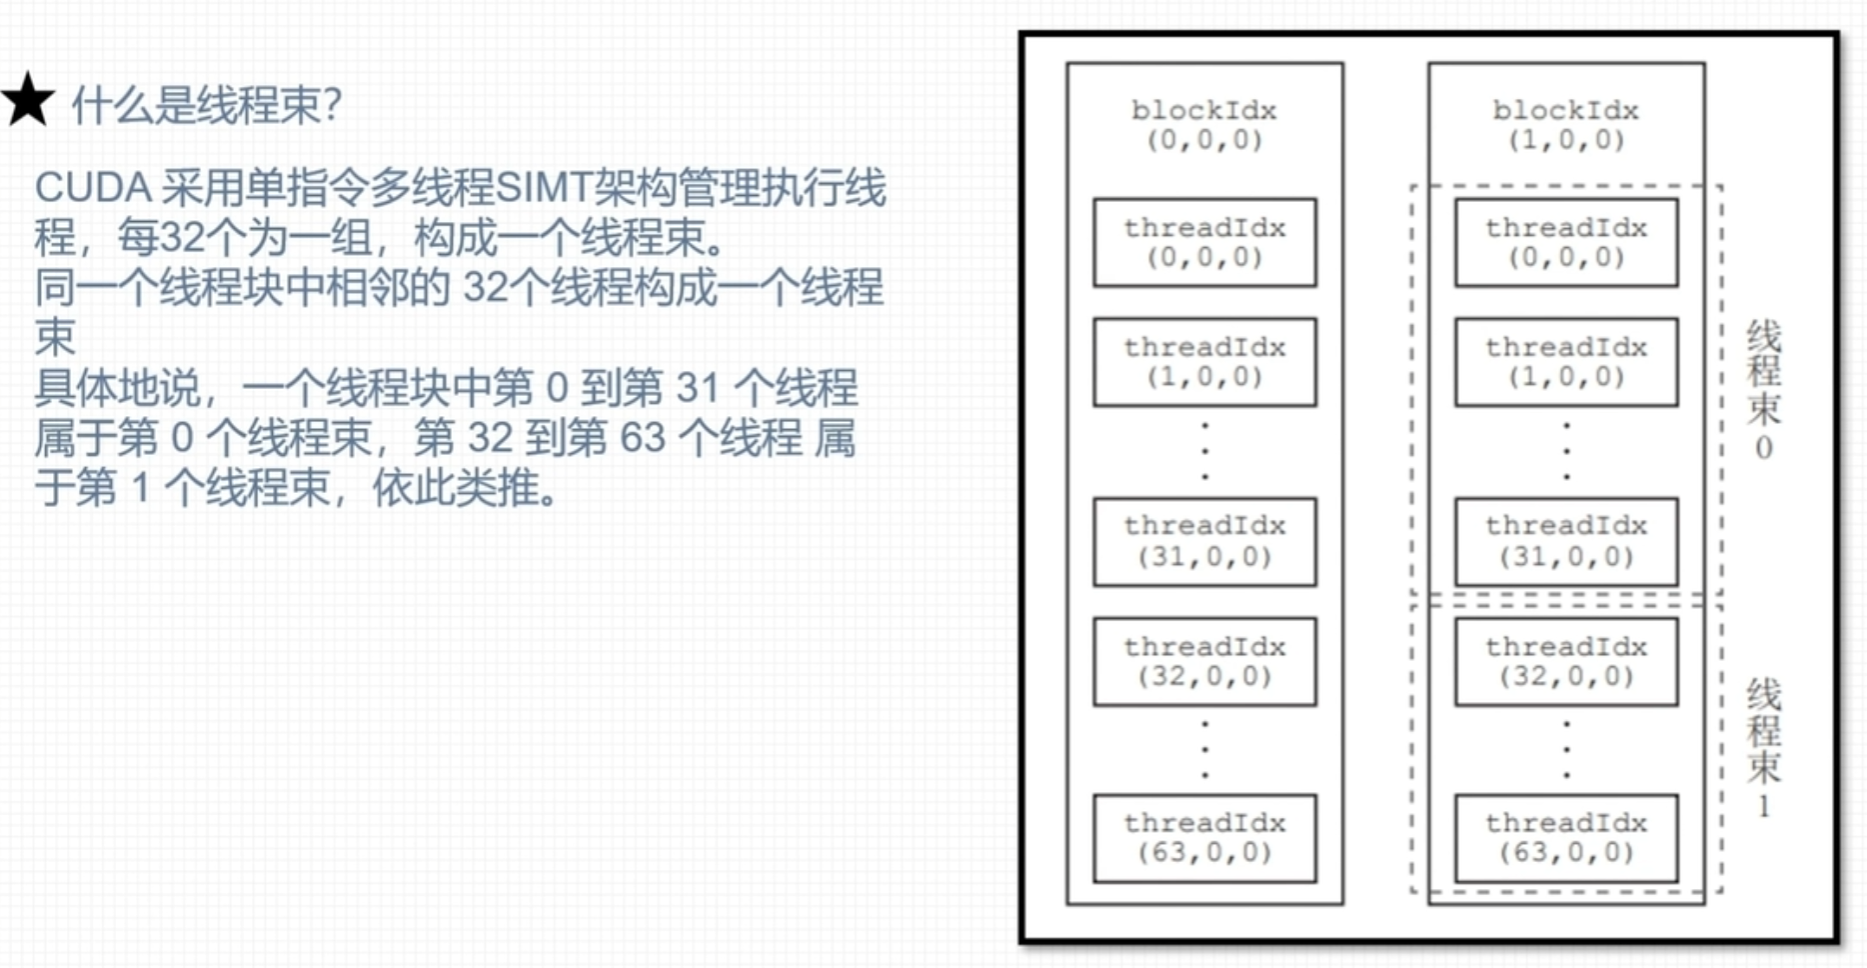 什么是线程束？
CUDA 采用单指令多线程SIMT架构管理执行线
程，每32个为一组，构成一个线程束。
同一个线程块中相邻的 32个线程构成一个线程
束
具体地说，一个线程块中第 0 到第 31 个线程
属于第 0 个线程束，第 32 到第 63 个线程 属
于第 1 个线程束，依此类推。
blockIdx
(0,0,0)
threadIdx
(0,0,0)
threadIdx
(1,0,0)
threadIdx
(31,0,0)
threadIdx
(32,0,0)
threadIdx
(63,0,0)
blockIdx
(1,0,0)
threadIdx
(0,0,0)
threadIdx
(1,0,0)
threadIdx
(31,0,0)
threadIdx
(32,0,0)
threadIdx
(63,0,0)
线程束0
线程束1